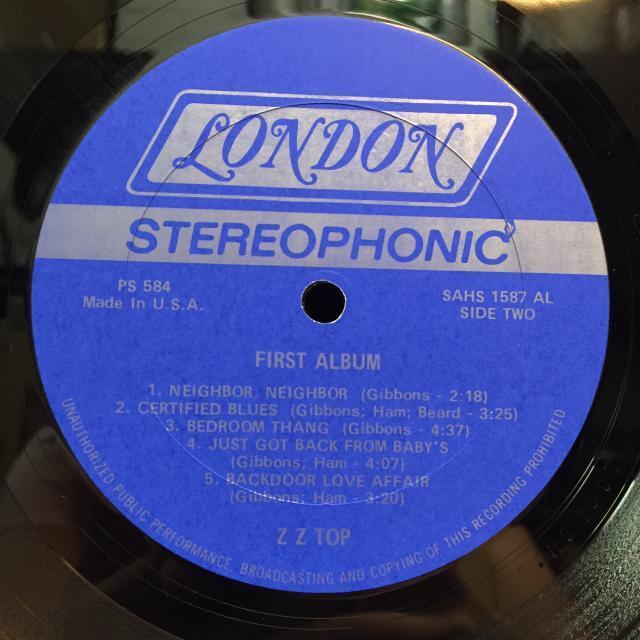 LONDON
STEREOPHONIC
PS 584
Made In U.S.A.
SAHS 1587 AL
SIDE TWO
FIRST ALBUM
1. NEIGHBOR, NEIGHBOR (Gibbons - 2:18)
2. CERTIFIED BLUES (Gibbons; Ham; Beard - 3:25)
3. BEDROOM THANG (Gibbons - 4:37)
4. JUST GOT BACK FROM BABY'S
(Gibbons; Ham - 4:07)
5. BACKDOOR LOVE AFFAIR
(Gibbons; Ham - 3:20)
Z Z TOP
UNAUTHORIZED PUBLIC PERFORMANCE, BROADCASTING AND COPYING OF THIS RECORDING PROHIBITED